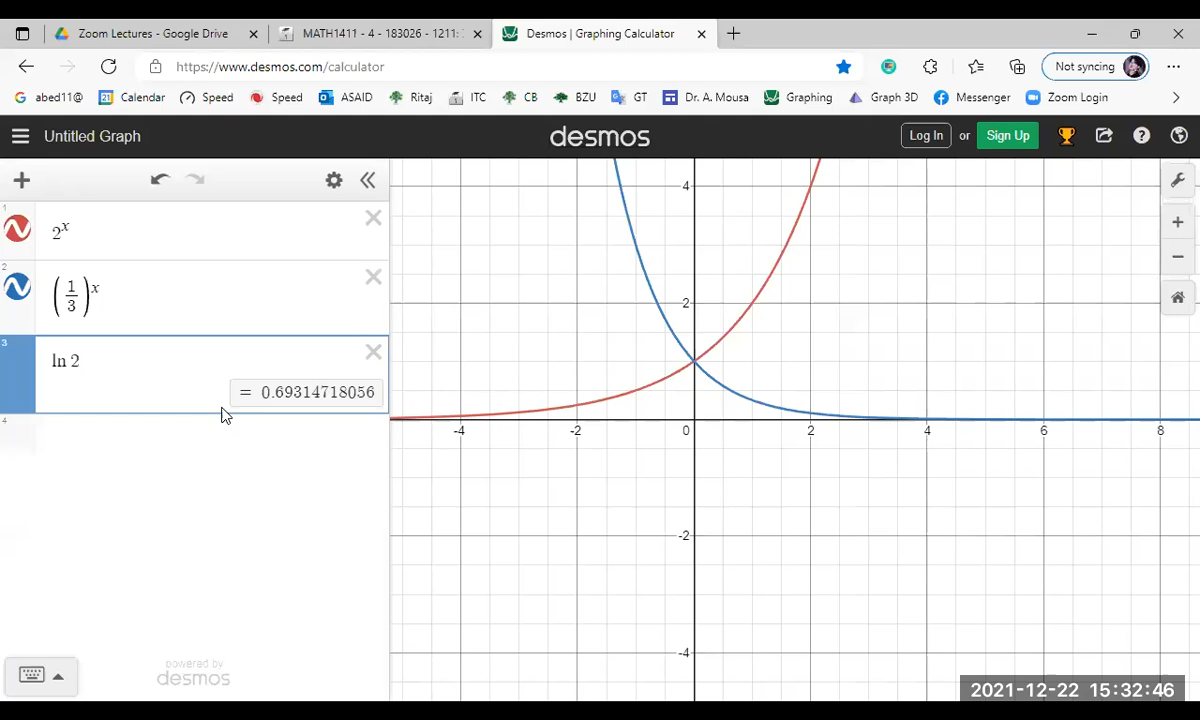 Zoom Lectures - Google Drive
MATH1411 - 4 - 183026 - 1211:
Desmos | Graphing Calculator
https://www.desmos.com/calculator
Not syncing
abed11@
Calendar
Speed
Speed
ASAID
Ritaj
ITC
CB
BZU
GT
Dr. A. Mousa
Graphing
Graph 3D
Messenger
Zoom Login
Untitled Graph
desmos
Log In
or
Sign Up
1
2^x
2
(1/3)^x
3
ln 2
= 0.69314718056
4
powered by
desmos
4
2
-4
-2
0
2
4
6
8
-2
-4
2021-12-22 15:32:46